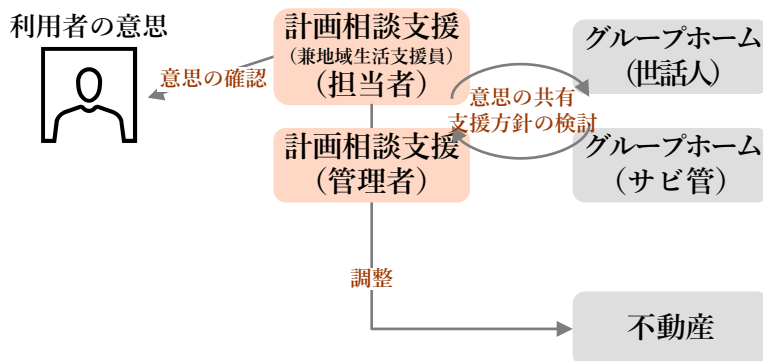 利用者の意思
計画相談支援
(兼地域生活支援員)
(担当者)
グループホーム
(世話人)
意思の確認
意思の共有
支援方針の検討
計画相談支援
(管理者)
グループホーム
(サビ管)
調整
不動産